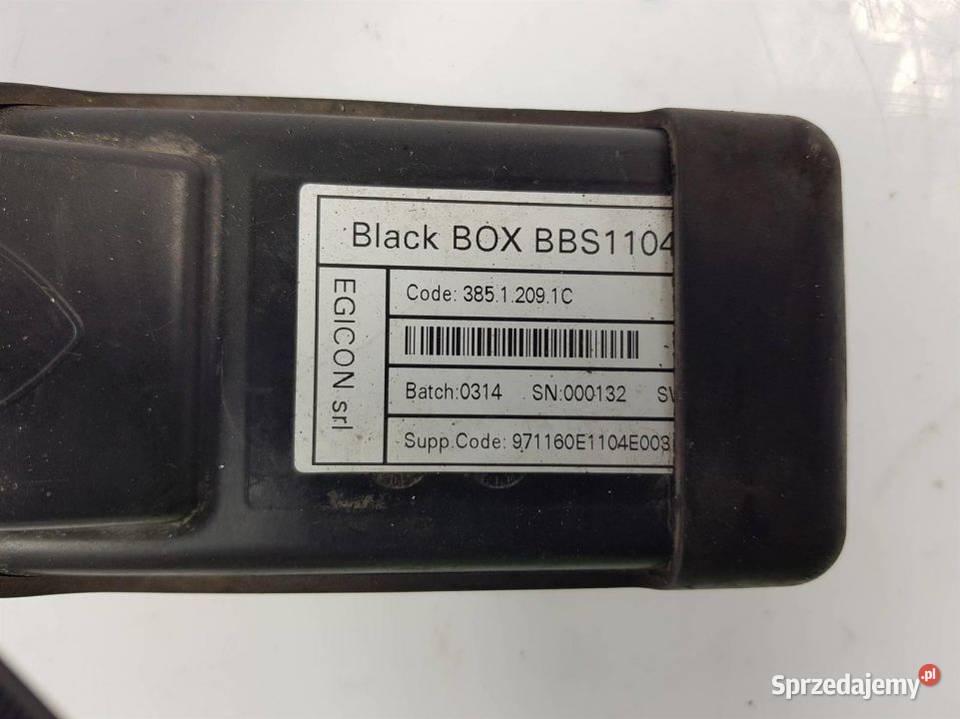 Black BOX BBS1104
EGICON srl
Code: 385.1.209.1C
Batch:0314 SN:000132
Supp.Code: 971160E1104E003
Sprzedajemy.pl